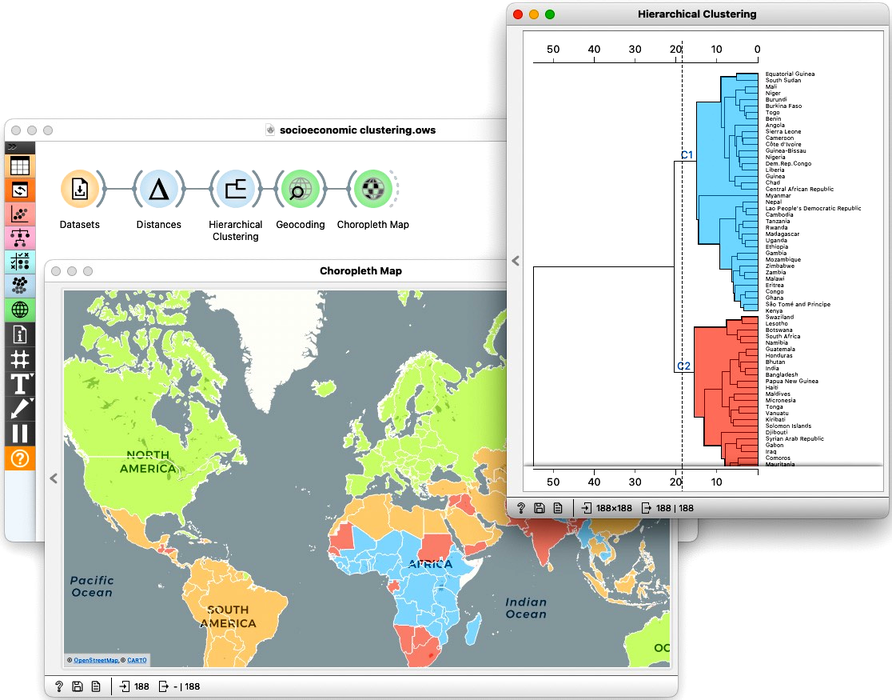 Hierarchical Clustering
50 40 30 20 10 0
Equatorial Guinea
South Sudan
Mali
Niger
Burundi
Burkina Faso
Togo
Benin
Angola
Sierra Leone
Cameroon
Côte d'Ivoire
Guinea-Bissau
Nigeria
Dem.Rep.Congo
Liberia
Guinea
Chad
Central African Republic
Myanmar
Nepal
Lao People's Democratic Republic
Cambodia
Tanzania
Rwanda
Madagascar
Uganda
Ethiopia
Gambia
Mozambique
Zimbabwe
Zambia
Malawi
Eritrea
Congo
Ghana
São Tomé and Principe
Kenya
Swaziland
Lesotho
Botswana
South Africa
Namibia
Guatemala
Honduras
Bhutan
India
Bangladesh
Papua New Guinea
Haiti
Maldives
Micronesia
Tonga
Vanuatu
Kiribati
Solomon Islands
Djibouti
Syrian Arab Republic
Gabon
Iraq
Comoros
Mauritania
C1
C2
50 40 30 20 10 0
188×188 188 | 188
socioeconomic clustering.ows
Datasets
Distances
Hierarchical
Clustering
Geocoding
Choropleth Map
Choropleth Map
NORTH
AMERICA
AFRICA
Pacific
Ocean
SOUTH
AMERICA
Indian
Ocean
OC
© OpenStreetMap, © CARTO
188 - | 188